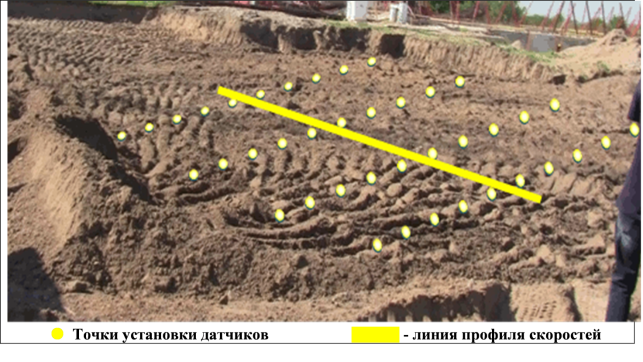 Точки установки датчиков
- линия профиля скоростей